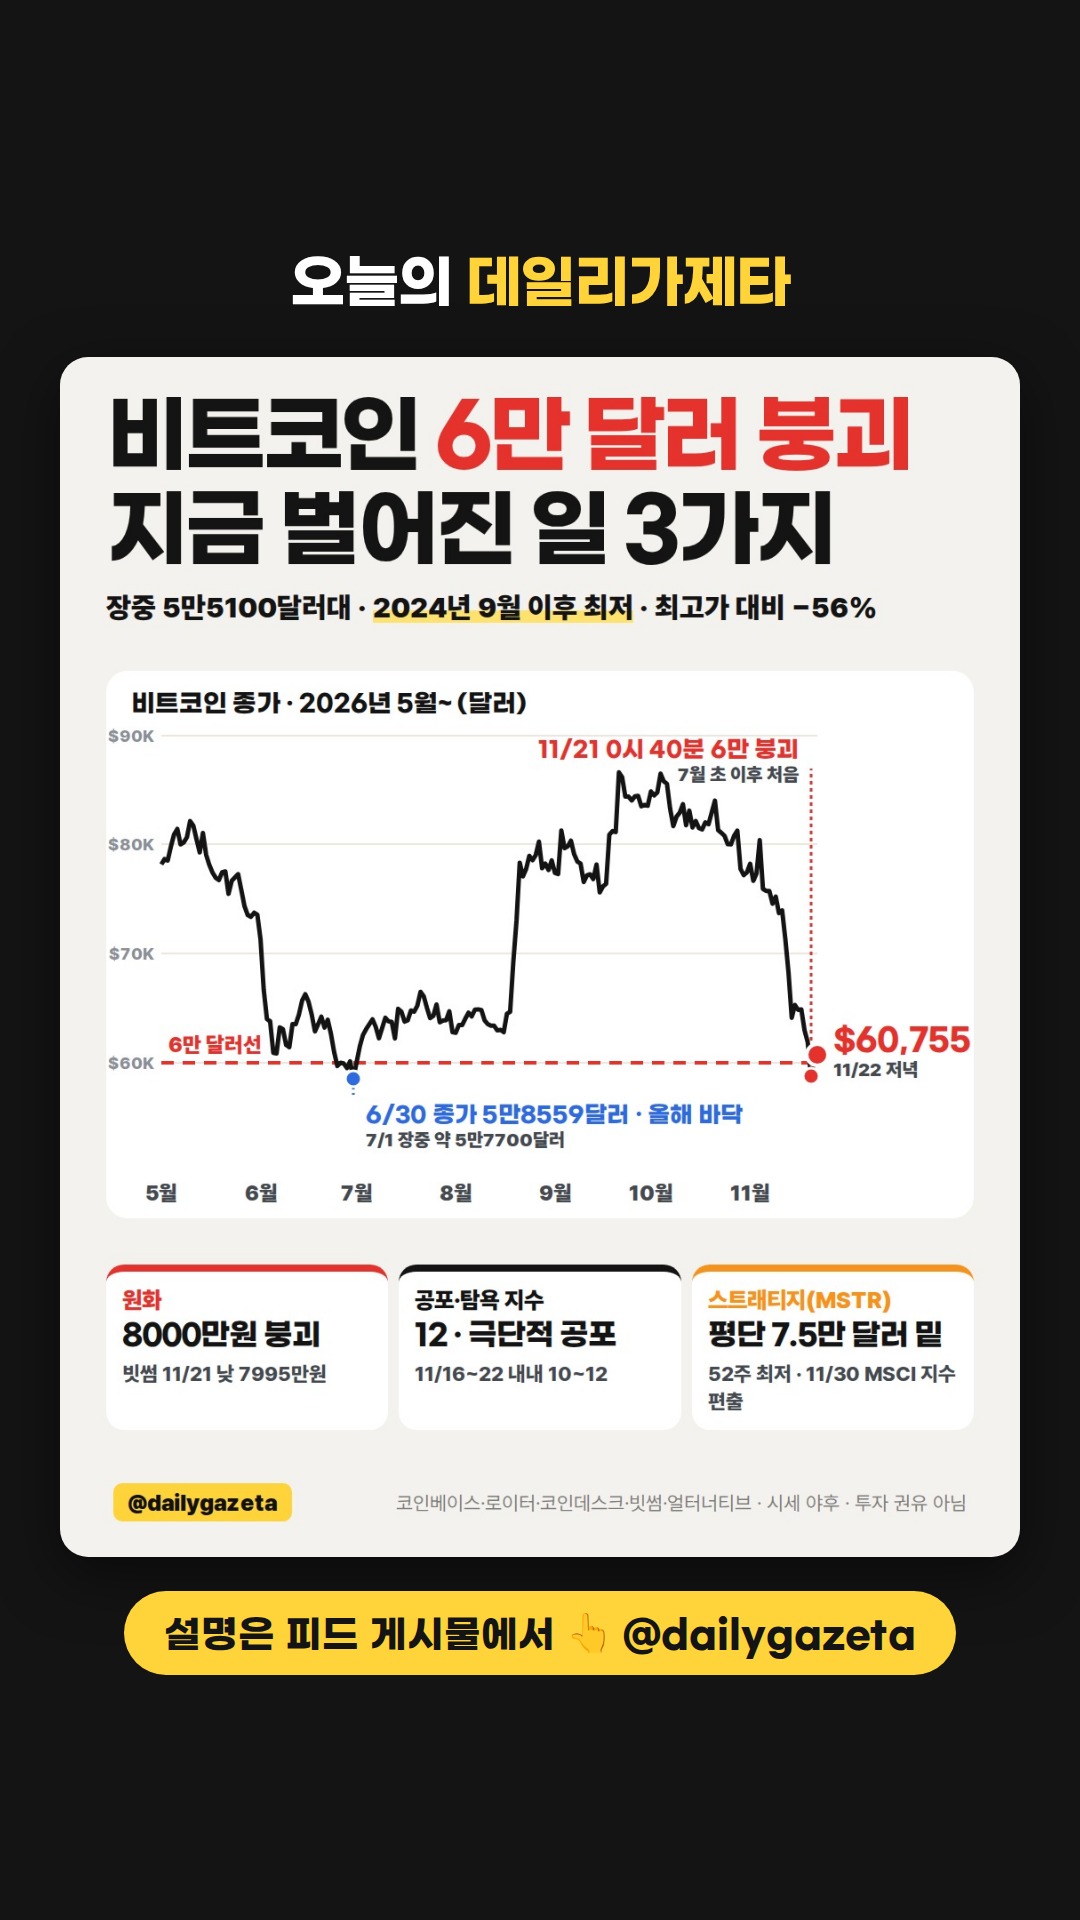 오늘의 데일리가제타
비트코인 6만 달러 붕괴
지금 벌어진 일 3가지
장중 5만5100달러대 · 2024년 9월 이후 최저 · 최고가 대비 −56%
비트코인 종가 · 2026년 5월~ (달러)
$90K
11/21 0시 40분 6만 붕괴
7월 초 이후 처음
$80K
$70K
6만 달러선
$60K
$60,755
11/22 저녁
6/30 종가 5만8559달러 · 올해 바닥
7/1 장중 약 5만7700달러
5월 6월 7월 8월 9월 10월 11월
원화
8000만원 붕괴
빗썸 11/21 낮 7995만원
공포·탐욕 지수
12 · 극단적 공포
11/16~22 내내 10~12
스트래티지(MSTR)
평단 7.5만 달러 밑
52주 최저 · 11/30 MSCI 지수
편출
@dailygazeta
코인베이스·로이터·코인데스크·빗썸·얼터너티브 · 시세 야후 · 투자 권유 아님
설명은 피드 게시물에서 👆 @dailygazeta